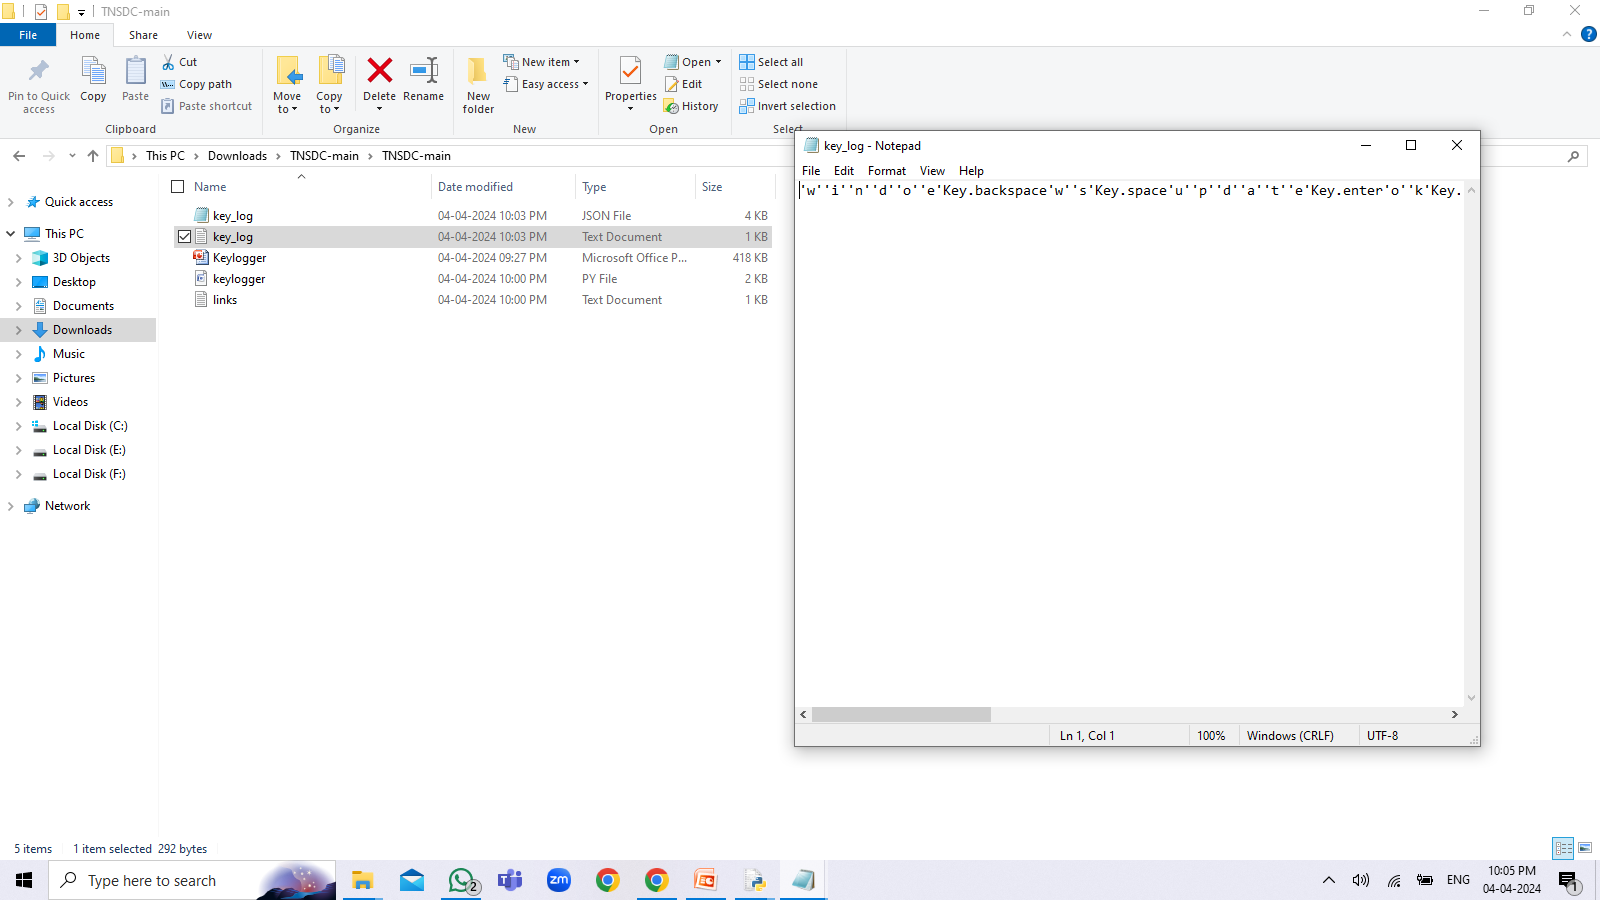 TNSDC-main
File Home Share View
Pin to Quick access
Copy
Paste
Cut
Copy path
Paste shortcut
Clipboard
Move to
Copy to
Delete
Rename
Organize
New folder
New item
Easy access
New
Properties
Open
Edit
History
Open
Select all
Select none
Invert selection
Select
This PC > Downloads > TNSDC-main > TNSDC-main
Quick access
This PC
3D Objects
Desktop
Documents
Downloads
Music
Pictures
Videos
Local Disk (C:)
Local Disk (E:)
Local Disk (F:)
Network
Name Date modified Type Size
key_log 04-04-2024 10:03 PM JSON File 4 KB
key_log 04-04-2024 10:03 PM Text Document 1 KB
Keylogger 04-04-2024 09:27 PM Microsoft Office P... 418 KB
keylogger 04-04-2024 10:00 PM PY File 2 KB
links 04-04-2024 10:00 PM Text Document 1 KB
key_log - Notepad
File Edit Format View Help
'w''i''n''d''o''e'Key.backspace'w''s'Key.space'u''p''d''a''t''e'Key.enter'o''k'Key.
Ln 1, Col 1 100% Windows (CRLF) UTF-8
5 items 1 item selected 292 bytes
Type here to search
2
zm
ENG
10:05 PM
04-04-2024
1